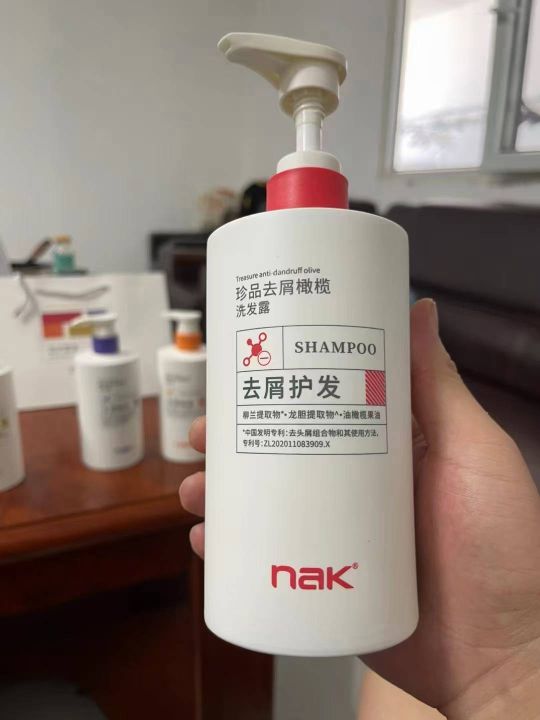 Treasure anti-dandruff olive
珍品去屑橄榄
洗发露
SHAMPOO
去屑护发
柳兰提取物*•龙胆提取物^•油橄榄果油
*中国发明专利：去头屑组合物和其使用方法，
专利号：ZL202011083909.X
nak®